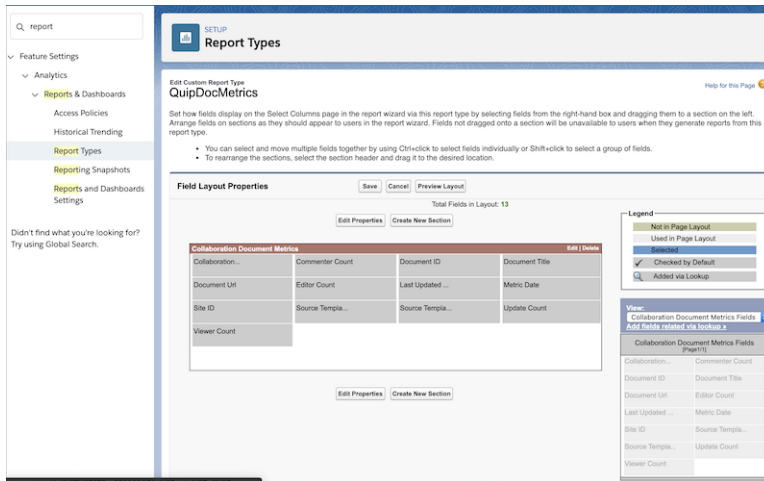 report
Feature Settings
Analytics
Reports & Dashboards
Access Policies
Historical Trending
Report Types
Reporting Snapshots
Reports and Dashboards
Settings
Didn't find what you're looking for?
Try using Global Search.
SETUP
Report Types
Edit Custom Report Type
QuipDocMetrics
Help for this Page
Set how fields display on the Select Columns page in the report wizard via this report type by selecting fields from the right-hand box and dragging them to a section on the left.
Arrange fields on sections as they should appear to users in the report wizard. Fields not dragged onto a section will be unavailable to users when they generate reports from this
report type.
• You can select and move multiple fields together by using Ctrl+click to select fields individually or Shift+click to select a group of fields.
• To rearrange the sections, select the section header and drag it to the desired location.
Field Layout Properties
Save Cancel Preview Layout
Total Fields in Layout: 13
Edit Properties Create New Section
Collaboration Document Metrics Edit | Delete
Collaboration... Commenter Count Document ID Document Title
Document Url Editor Count Last Updated ... Metric Date
Site ID Source Templa... Source Templa... Update Count
Viewer Count
Edit Properties Create New Section
Legend
Not in Page Layout
Used in Page Layout
Selected
Checked by Default
Added via Lookup
View:
Collaboration Document Metrics Fields
Add fields related via lookup »
Collaboration Document Metrics Fields
[Page1/1]
Collaboration... Commenter Count
Document ID Document Title
Document Url Editor Count
Last Updated ... Metric Date
Site ID Source Templa...
Source Templa... Update Count
Viewer Count